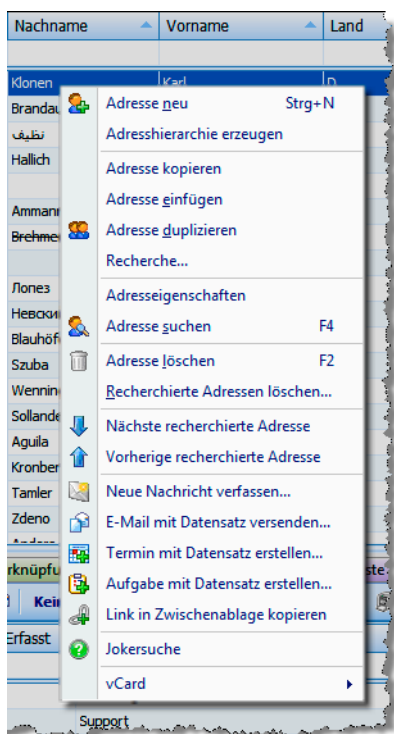 Nachname Vorname Land
Klonen Karl D
Brandau
نظيف
Hallich
Ammann
Brehme
Лопез
Невски
Blauhöf
Szuba
Wennin
Sollande
Aguila
Kronber
Tamler
Zdeno
Adresse neu Strg+N
Adresshierarchie erzeugen
Adresse kopieren
Adresse einfügen
Adresse duplizieren
Recherche...
Adresseigenschaften
Adresse suchen F4
Adresse löschen F2
Recherchierte Adressen löschen...
Nächste recherchierte Adresse
Vorherige recherchierte Adresse
Neue Nachricht verfassen...
E-Mail mit Datensatz versenden...
Termin mit Datensatz erstellen...
Aufgabe mit Datensatz erstellen...
Link in Zwischenablage kopieren
Jokersuche
vCard
rknüpfu ste
Kein
Erfasst
Support